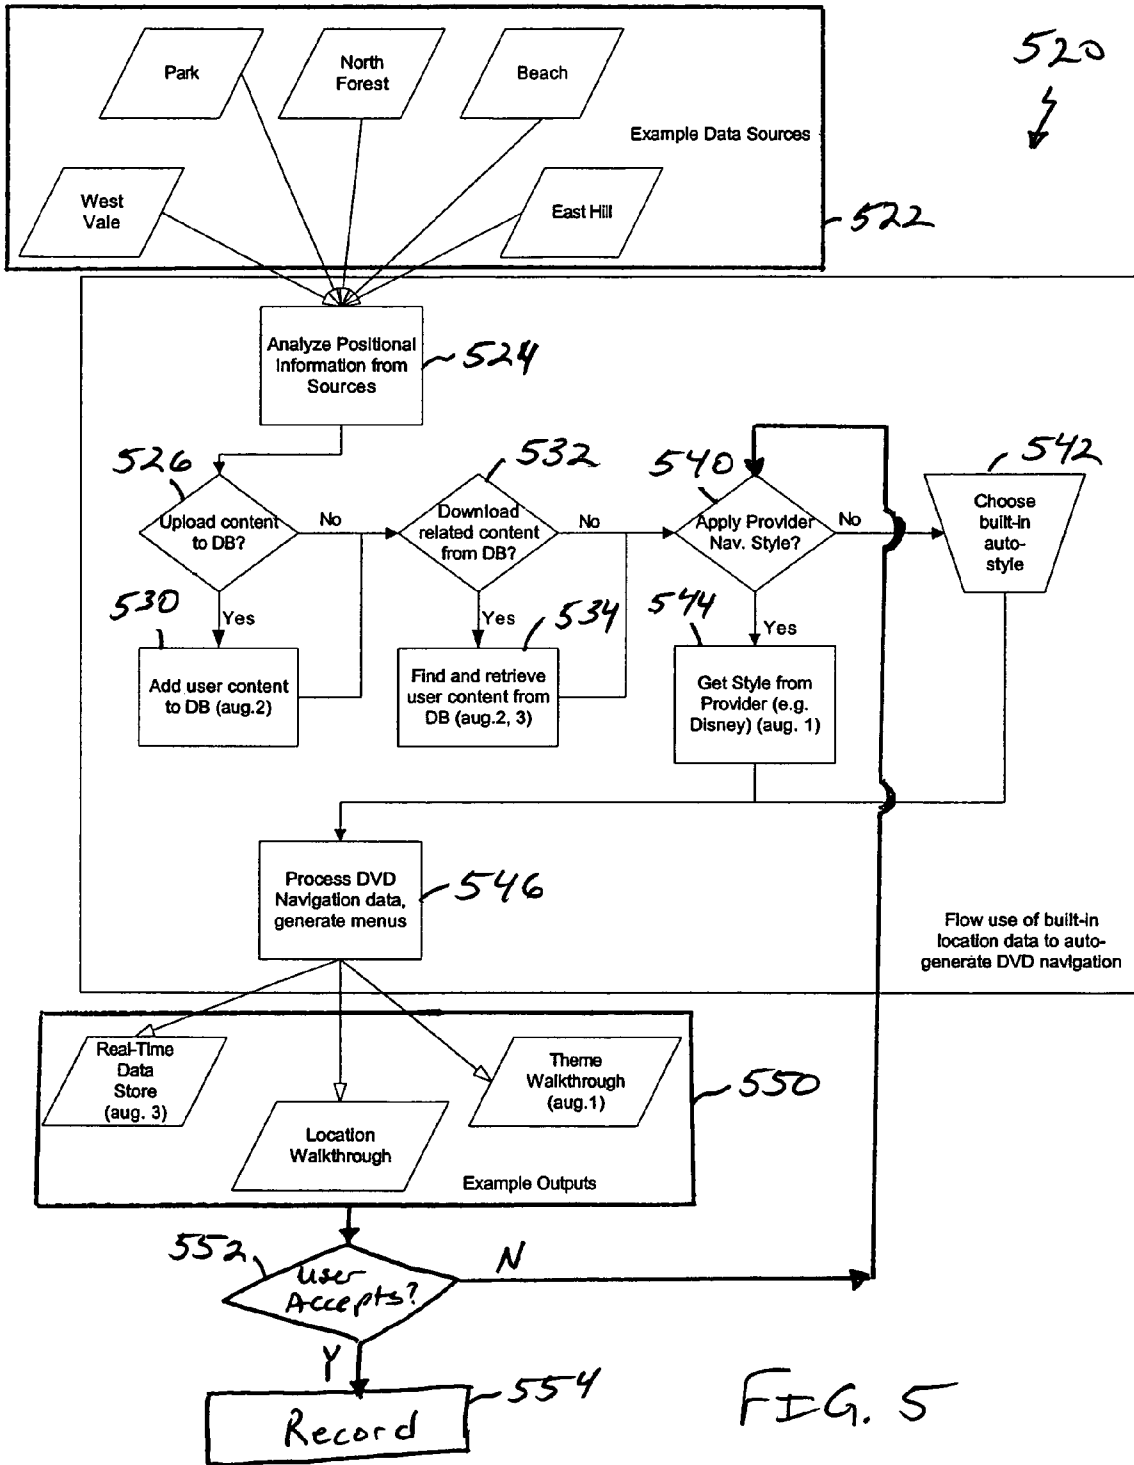 Park
North
Forest
Beach
520
Example Data Sources
West
Vale
East Hill
522
Analyze Positional
Information from
Sources
524
526
532
540
542
Upload content
to DB?
No
Download
related content
from DB?
No
Apply Provider
Nav. Style?
No
Choose
built-in
auto-
style
530
Yes
Yes
534
544
Yes
Add user content
to DB (aug.2)
Find and retrieve
user content from
DB (aug.2, 3)
Get Style from
Provider (e.g.
Disney) (aug. 1)
Process DVD
Navigation data,
generate menus
546
Flow use of built-in
location data to auto-
generate DVD navigation
Real-Time
Data
Store
(aug. 3)
Theme
Walkthrough
(aug.1)
550
Location
Walkthrough
Example Outputs
552
User
Accepts?
N
Y
554
Record
FIG. 5